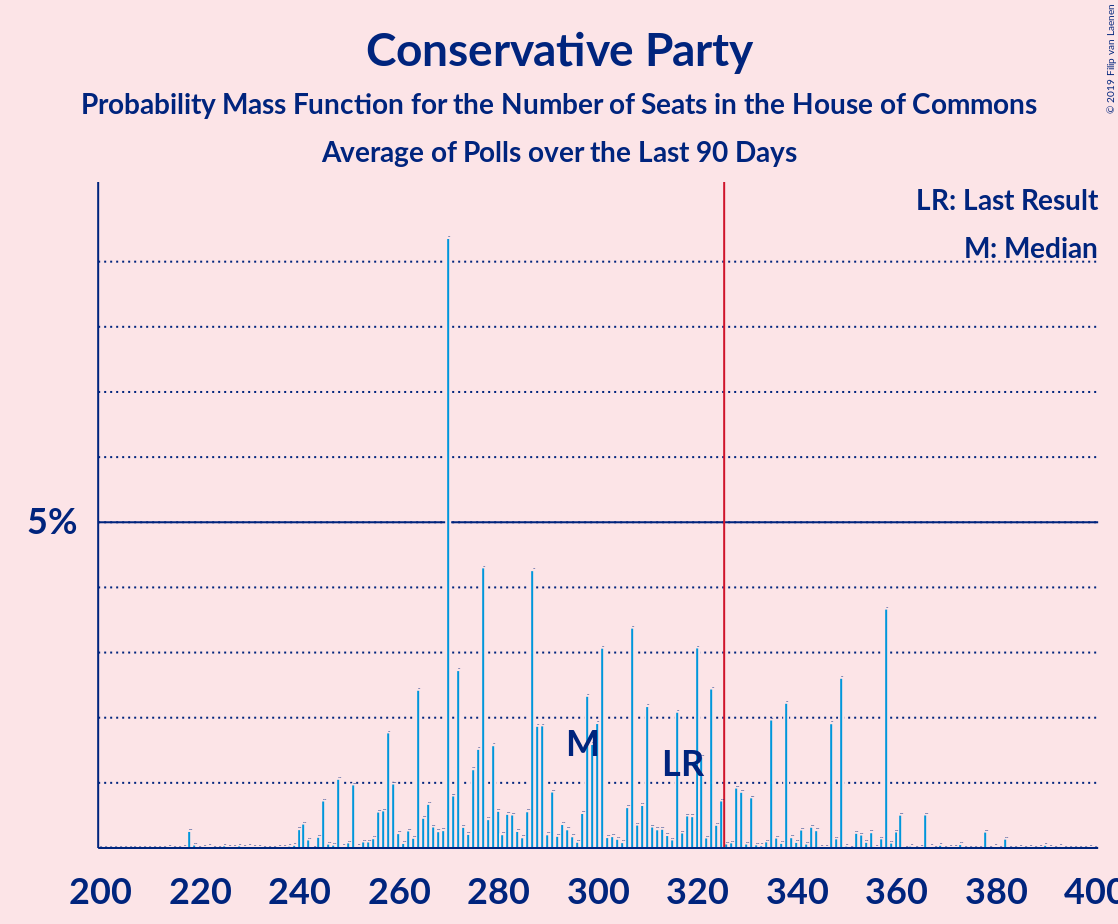 Conservative Party
Probability Mass Function for the Number of Seats in the House of Commons
Average of Polls over the Last 90 Days
© 2019 Filip van Laenen
LR: Last Result
M: Median
5%
M
LR
200 220 240 260 280 300 320 340 360 380 400